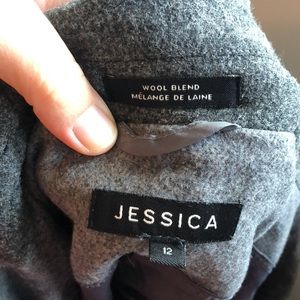 WOOL BLEND
MÉLANGE DE LAINE
JESSICA
12